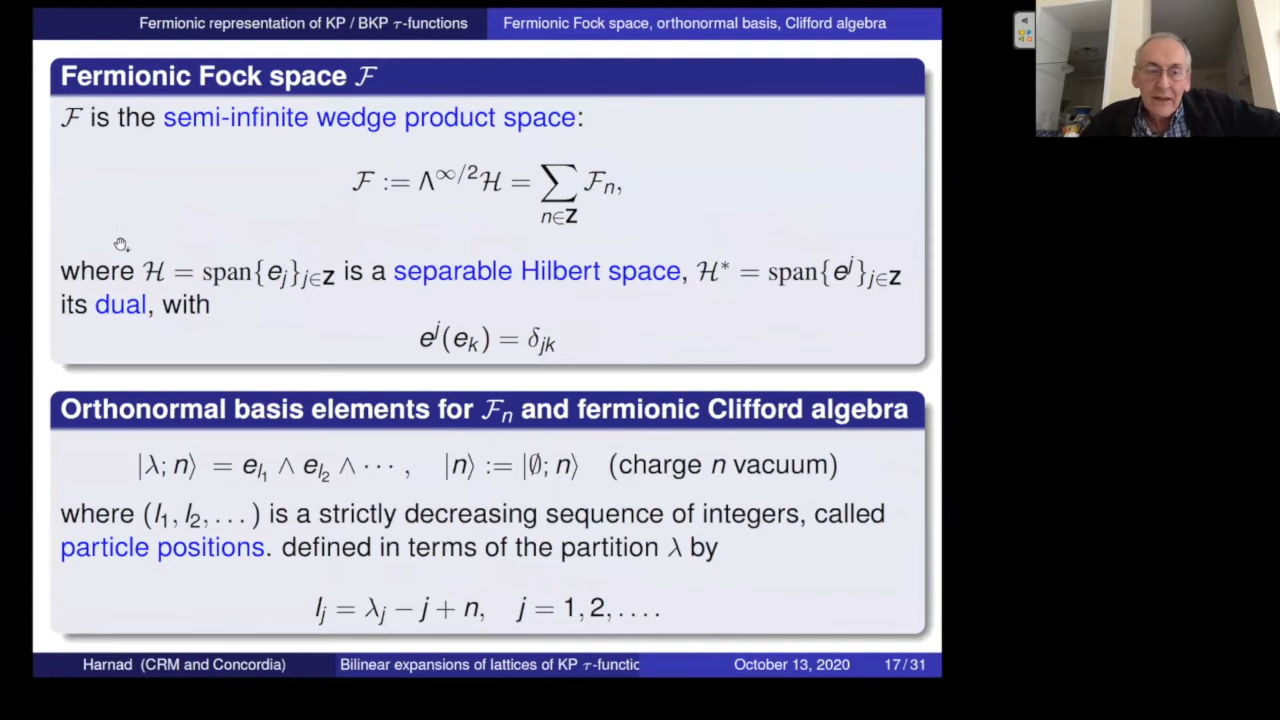 Fermionic representation of KP / BKP τ-functions
Fermionic Fock space, orthonormal basis, Clifford algebra
Fermionic Fock space ℱ
ℱ is the semi-infinite wedge product space:
ℱ := Λ^{∞/2}ℋ = ∑_{n∈Z} ℱ_n,
where ℋ = span{e_j}_{j∈Z} is a separable Hilbert space, ℋ* = span{e^j}_{j∈Z}
its dual, with
e^j(e_k) = δ_{jk}
Orthonormal basis elements for ℱ_n and fermionic Clifford algebra
|λ; n⟩ = e_{l_1} ∧ e_{l_2} ∧ ⋯ , |n⟩ := |∅; n⟩ (charge n vacuum)
where (l_1, l_2, . . . ) is a strictly decreasing sequence of integers, called
particle positions. defined in terms of the partition λ by
l_j = λ_j − j + n, j = 1, 2, . . . .
Harnad (CRM and Concordia)
Bilinear expansions of lattices of KP τ-functic
October 13, 2020
17 / 31